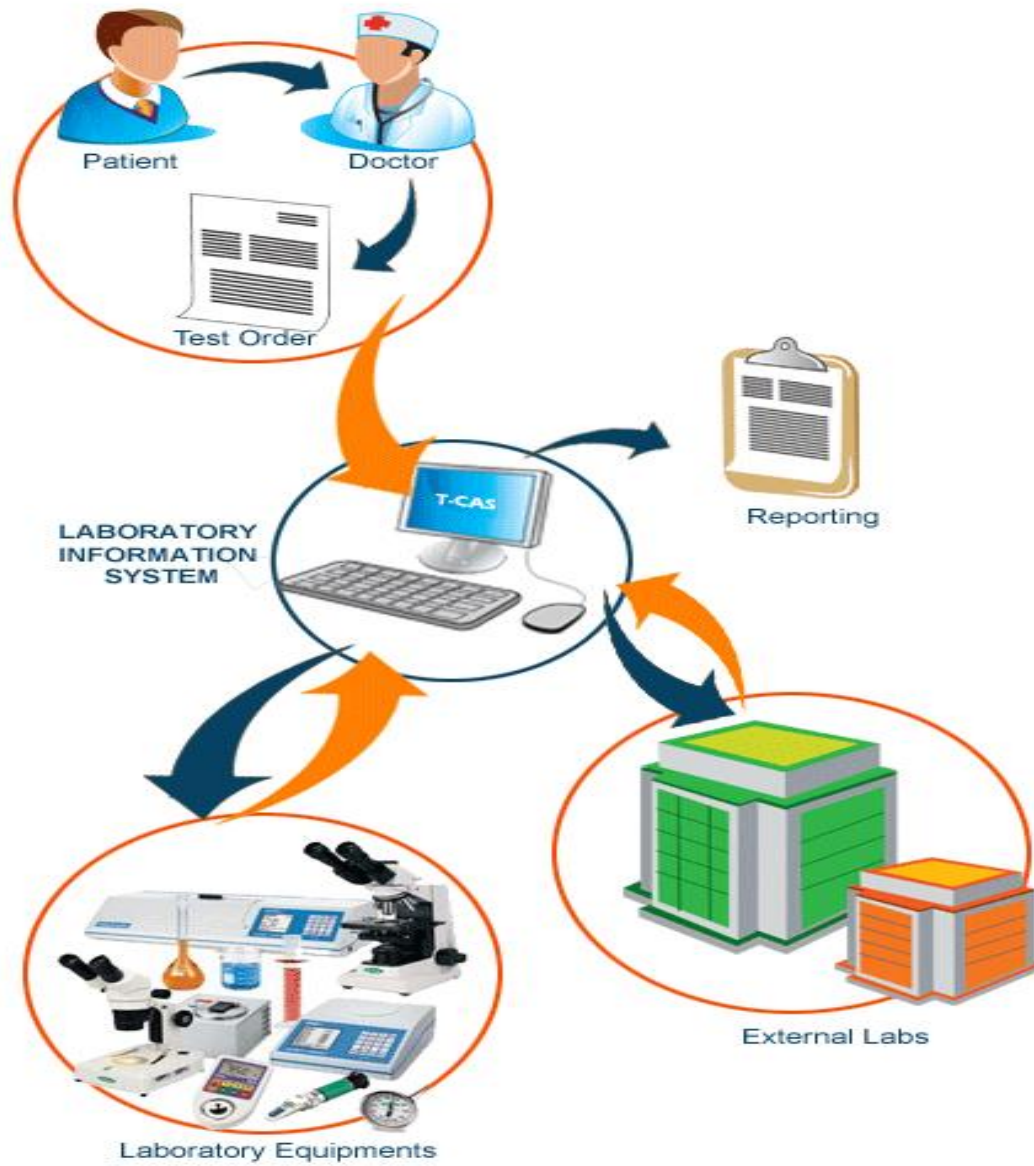 Patient
Doctor
Test Order
T-CAS
Reporting
LABORATORY
INFORMATION
SYSTEM
External Labs
Laboratory Equipments